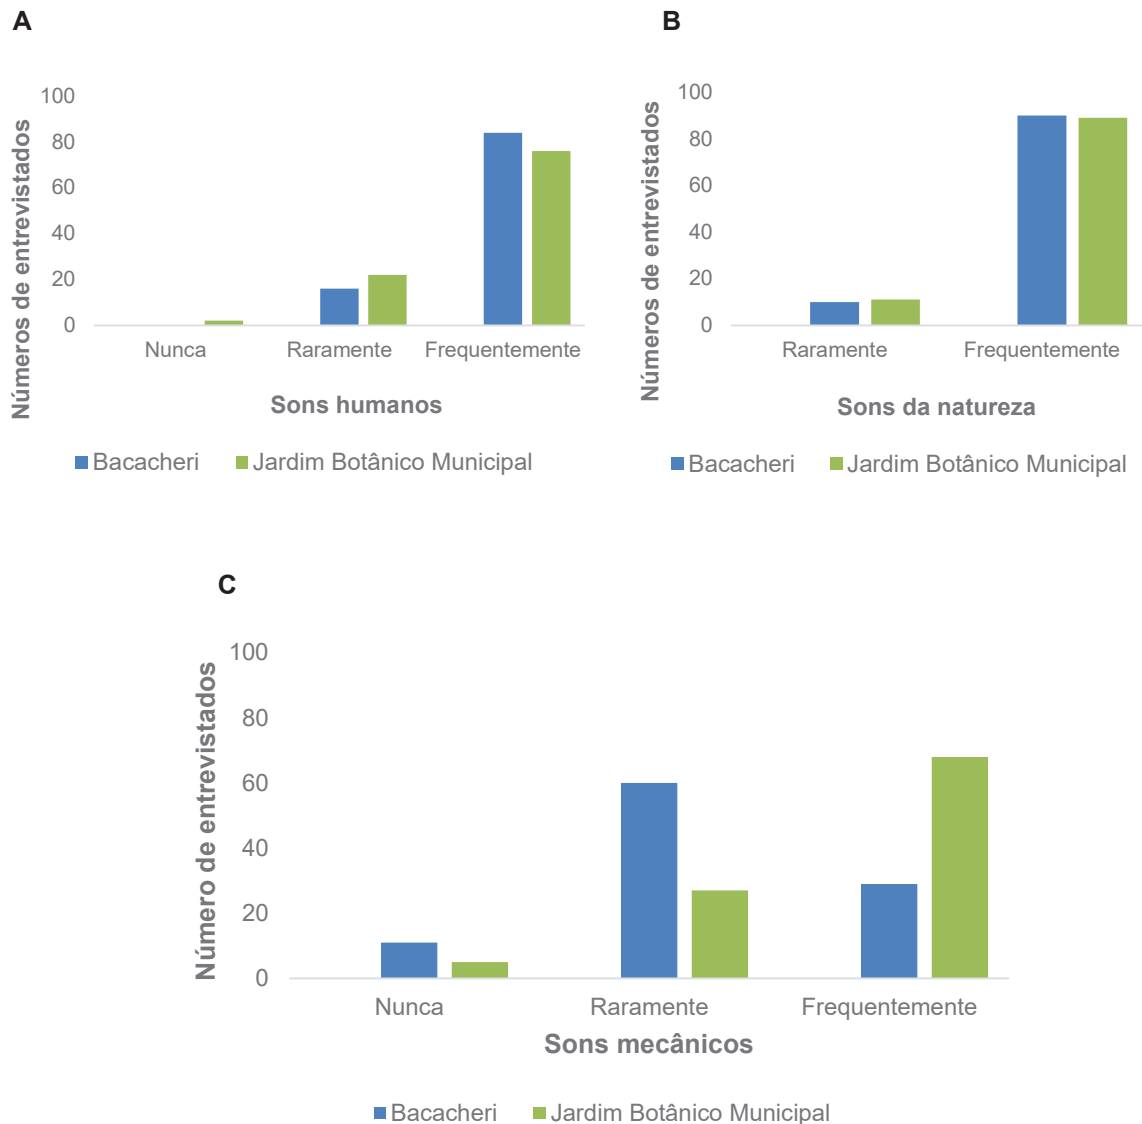 A
Números de entrevistados
100
80
60
40
20
0
Nunca Raramente Frequentemente
Sons humanos
Bacacheri Jardim Botânico Municipal
B
Números de entrevistados
100
80
60
40
20
0
Raramente Frequentemente
Sons da natureza
Bacacheri Jardim Botânico Municipal
C
Número de entrevistados
100
80
60
40
20
0
Nunca Raramente Frequentemente
Sons mecânicos
Bacacheri Jardim Botânico Municipal